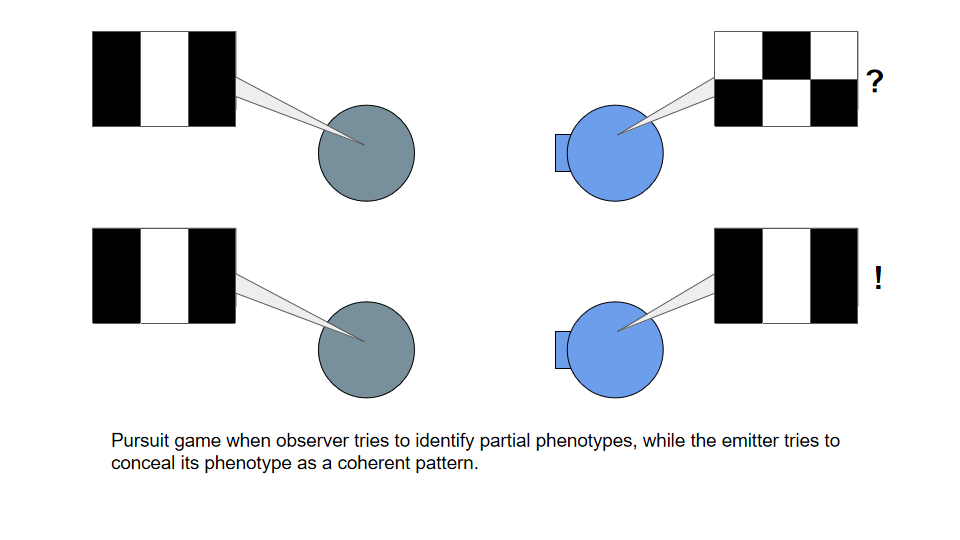 ?
!
Pursuit game when observer tries to identify partial phenotypes, while the emitter tries to
conceal its phenotype as a coherent pattern.